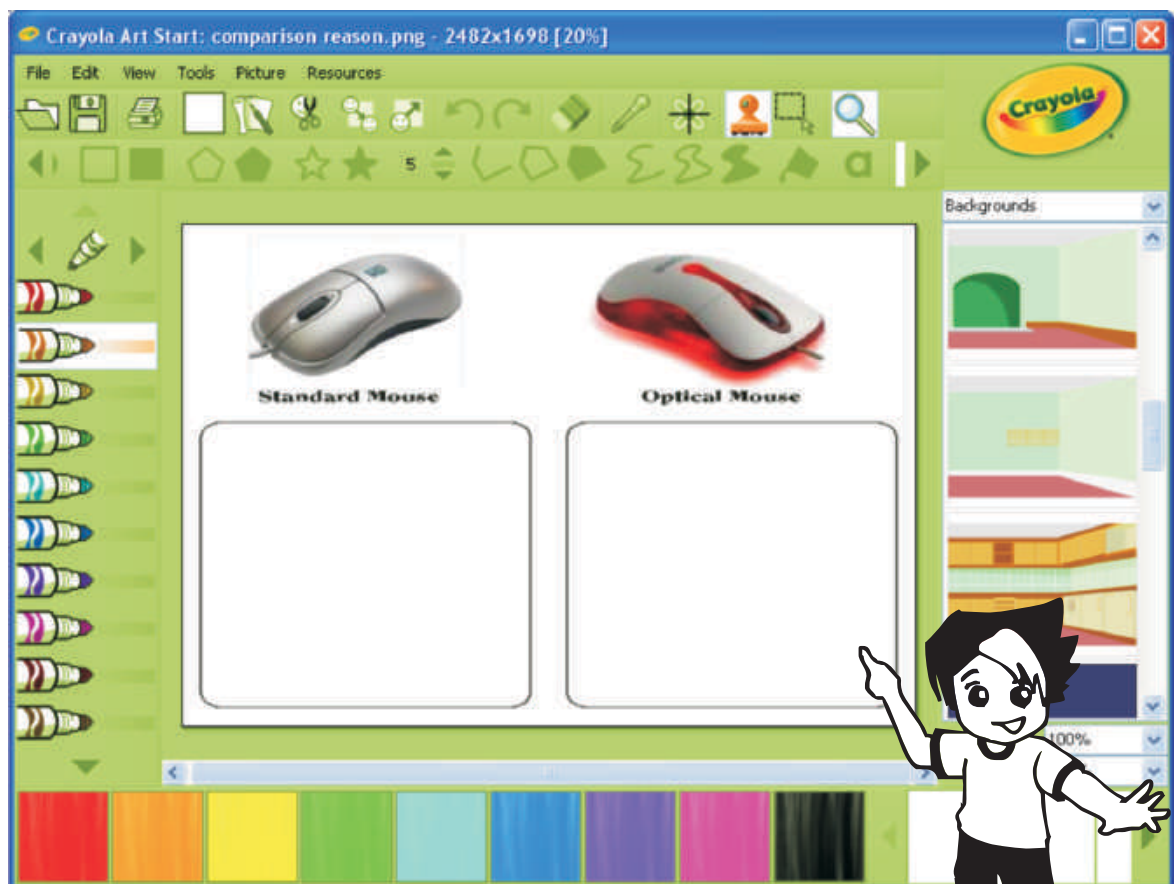 Crayola Art Start: comparison reason.png - 2482x1698 [20%]
File Edit View Tools Picture Resources
Crayola
5
a
Backgrounds
Standard Mouse
Optical Mouse
100%